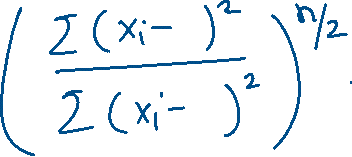 ( Σ ( xi - )² / Σ ( xi - )² )^n/2 .